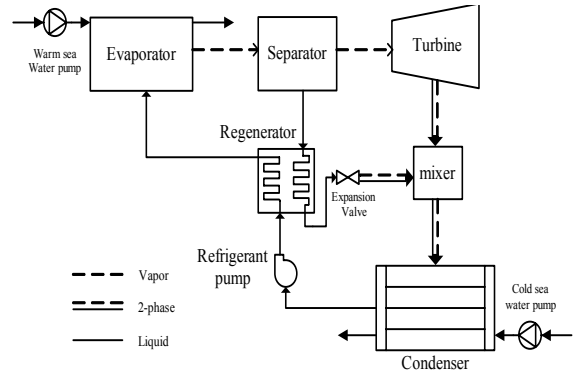 Warm sea
Water pump
Evaporator
Separator
Turbine
Regenerator
mixer
Expansion
Valve
Refrigerant
pump
Vapor
2-phase
Liquid
Cold sea
water pump
Condenser